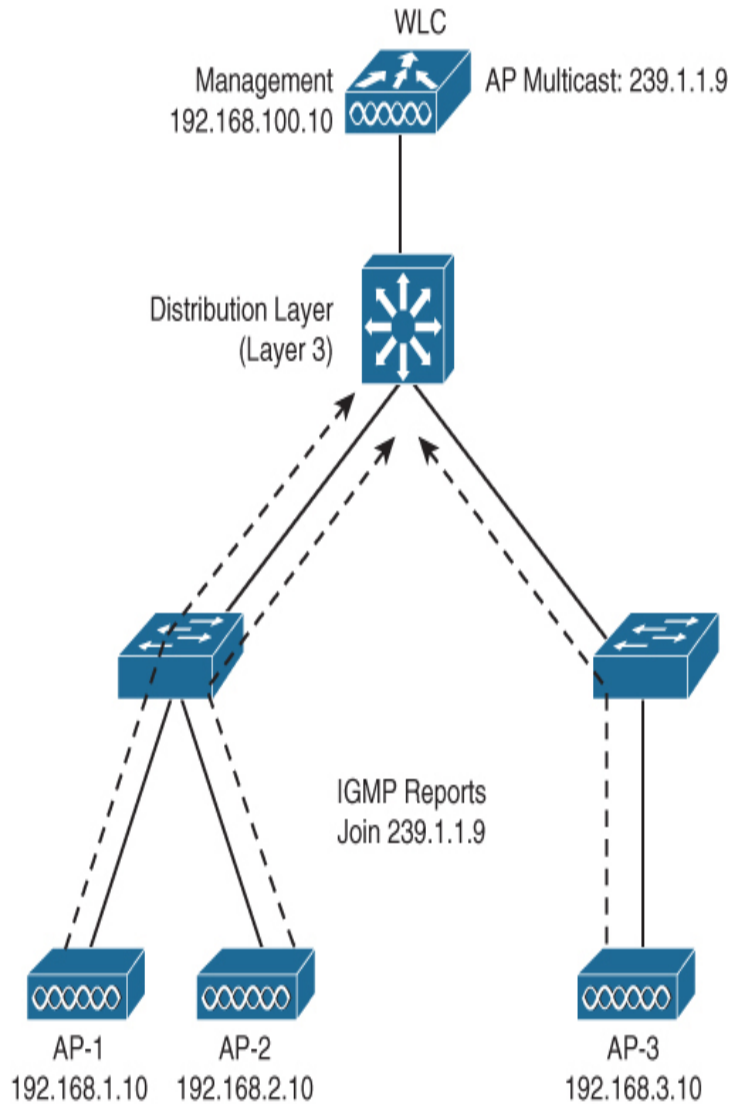 WLC
Management
192.168.100.10
AP Multicast: 239.1.1.9
Distribution Layer
(Layer 3)
IGMP Reports
Join 239.1.1.9
AP-1
192.168.1.10
AP-2
192.168.2.10
AP-3
192.168.3.10